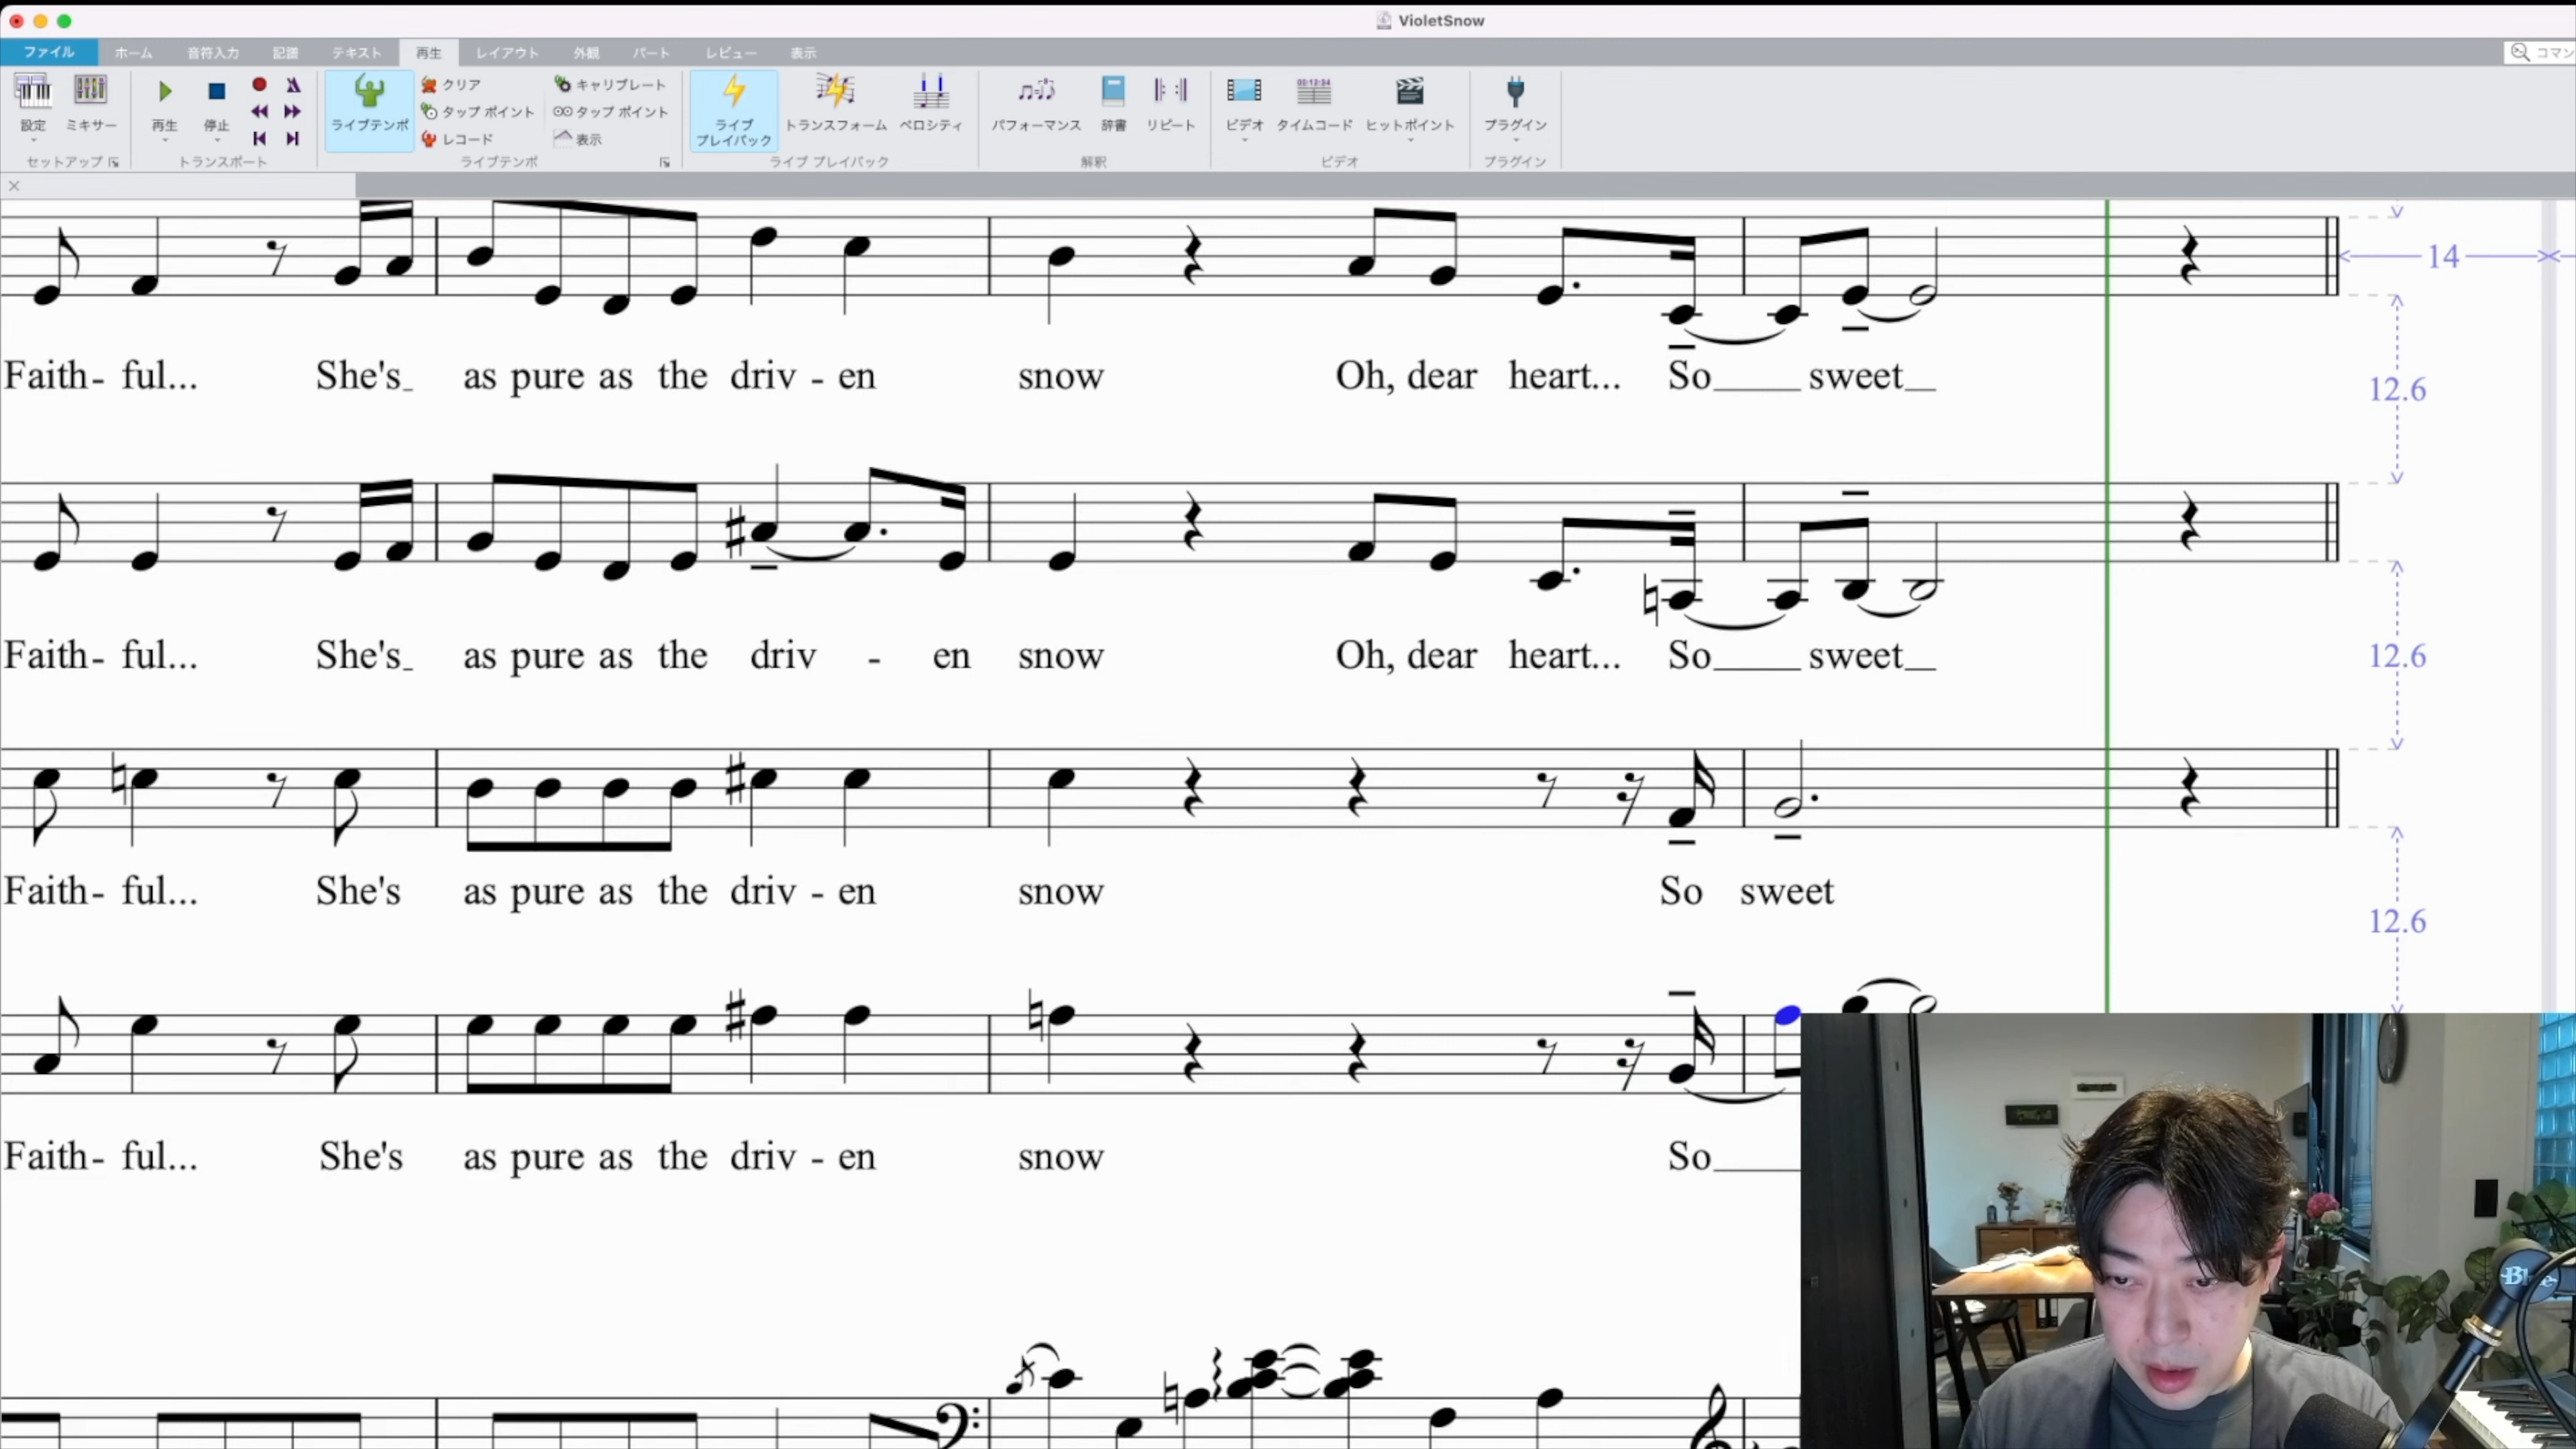 VioletSnow
ファイル ホーム 音符入力 記譜 テキスト 再生 レイアウト 外観 パート レビュー 表示 コマン
設定 ミキサー 再生 停止 ライブテンポ クリア タップ ポイント レコード キャリブレート タップ ポイント 表示 ライブ プレイバック トランスフォーム ベロシティ パフォーマンス 辞書 リピート ビデオ タイムコード ヒットポイント プラグイン
セットアップ トランスポート ライブテンポ ライブ プレイバック 解釈 ビデオ プラグイン
14
Faith- ful... She's_ as pure as the driv - en snow Oh, dear heart... So____ sweet__
12.6
Faith- ful... She's_ as pure as the driv - en snow Oh, dear heart... So____ sweet__
12.6
Faith- ful... She's as pure as the driv - en snow So sweet
12.6
Faith- ful... She's as pure as the driv - en snow So____
Blue